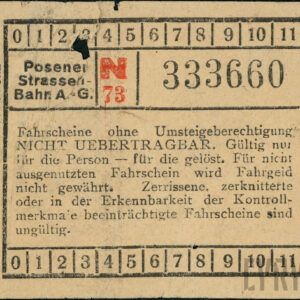 0 1 2 3 4 5 6 7 8 9 10 11
Posener
Strassen-
Bahn A.-G.
N
73
333660
Fahrscheine ohne Umsteigeberechtigung
NICHT UEBERTRAGBAR. Gültig nur
für die Person — für die gelöst. Für nicht
ausgenutzten Fahrschein wird Fahrgeld
nicht gewährt. Zerrissene, zerknitterte
oder in der Erkennbarkeit der Kontroll-
merkmale beeinträchtigte Fahrscheine sind
ungültig.
0 1 2 3 4 5 6 7 8 9 10 11